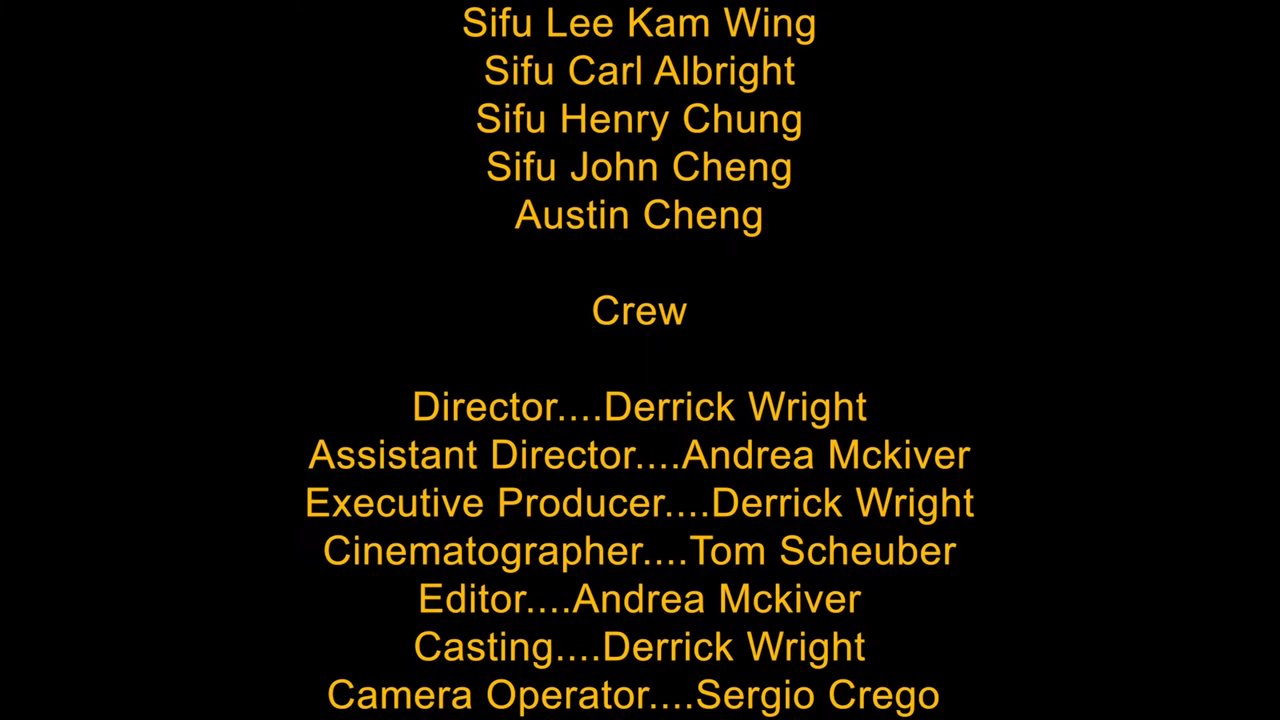 Sifu Lee Kam Wing
Sifu Carl Albright
Sifu Henry Chung
Sifu John Cheng
Austin Cheng
Crew
Director....Derrick Wright
Assistant Director....Andrea Mckiver
Executive Producer....Derrick Wright
Cinematographer....Tom Scheuber
Editor....Andrea Mckiver
Casting....Derrick Wright
Camera Operator....Sergio Crego